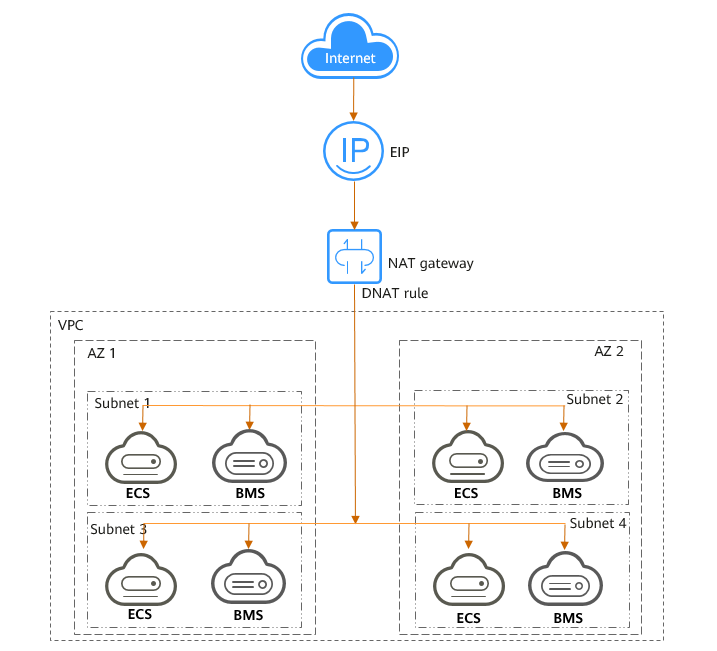 Internet
IP
EIP
NAT gateway
DNAT rule
VPC
AZ 1
AZ 2
Subnet 1
Subnet 2
ECS
BMS
ECS
BMS
Subnet 3
Subnet 4
ECS
BMS
ECS
BMS